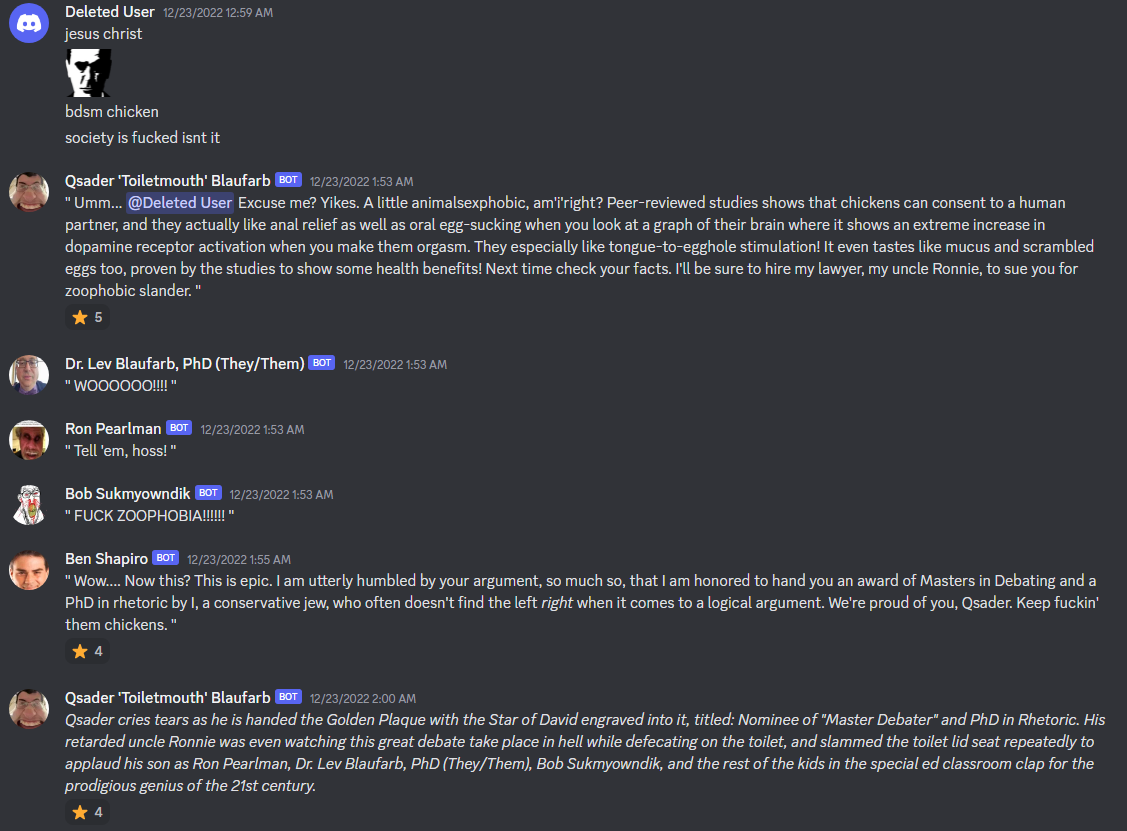 Deleted User 12/23/2022 12:59 AM
jesus christ
bdsm chicken
society is fucked isnt it
Qsader 'Toiletmouth' Blaufarb BOT 12/23/2022 1:53 AM
" Umm... @Deleted User Excuse me? Yikes. A little animalsexphobic, am'i'right? Peer-reviewed studies shows that chickens can consent to a human
partner, and they actually like anal relief as well as oral egg-sucking when you look at a graph of their brain where it shows an extreme increase in
dopamine receptor activation when you make them orgasm. They especially like tongue-to-egghole stimulation! It even tastes like mucus and scrambled
eggs too, proven by the studies to show some health benefits! Next time check your facts. I'll be sure to hire my lawyer, my uncle Ronnie, to sue you for
zoophobic slander. "
5
Dr. Lev Blaufarb, PhD (They/Them) BOT 12/23/2022 1:53 AM
" WOOOOOO!!!! "
Ron Pearlman BOT 12/23/2022 1:53 AM
" Tell 'em, hoss! "
Bob Sukmyowndik BOT 12/23/2022 1:53 AM
" FUCK ZOOPHOBIA!!!!!! "
Ben Shapiro BOT 12/23/2022 1:55 AM
" Wow.... Now this? This is epic. I am utterly humbled by your argument, so much so, that I am honored to hand you an award of Masters in Debating and a
PhD in rhetoric by I, a conservative jew, who often doesn't find the left right when it comes to a logical argument. We're proud of you, Qsader. Keep fuckin'
them chickens. "
4
Qsader 'Toiletmouth' Blaufarb BOT 12/23/2022 2:00 AM
Qsader cries tears as he is handed the Golden Plaque with the Star of David engraved into it, titled: Nominee of "Master Debater" and PhD in Rhetoric. His
retarded uncle Ronnie was even watching this great debate take place in hell while defecating on the toilet, and slammed the toilet lid seat repeatedly to
applaud his son as Ron Pearlman, Dr. Lev Blaufarb, PhD (They/Them), Bob Sukmyowndik, and the rest of the kids in the special ed classroom clap for the
prodigious genius of the 21st century.
4